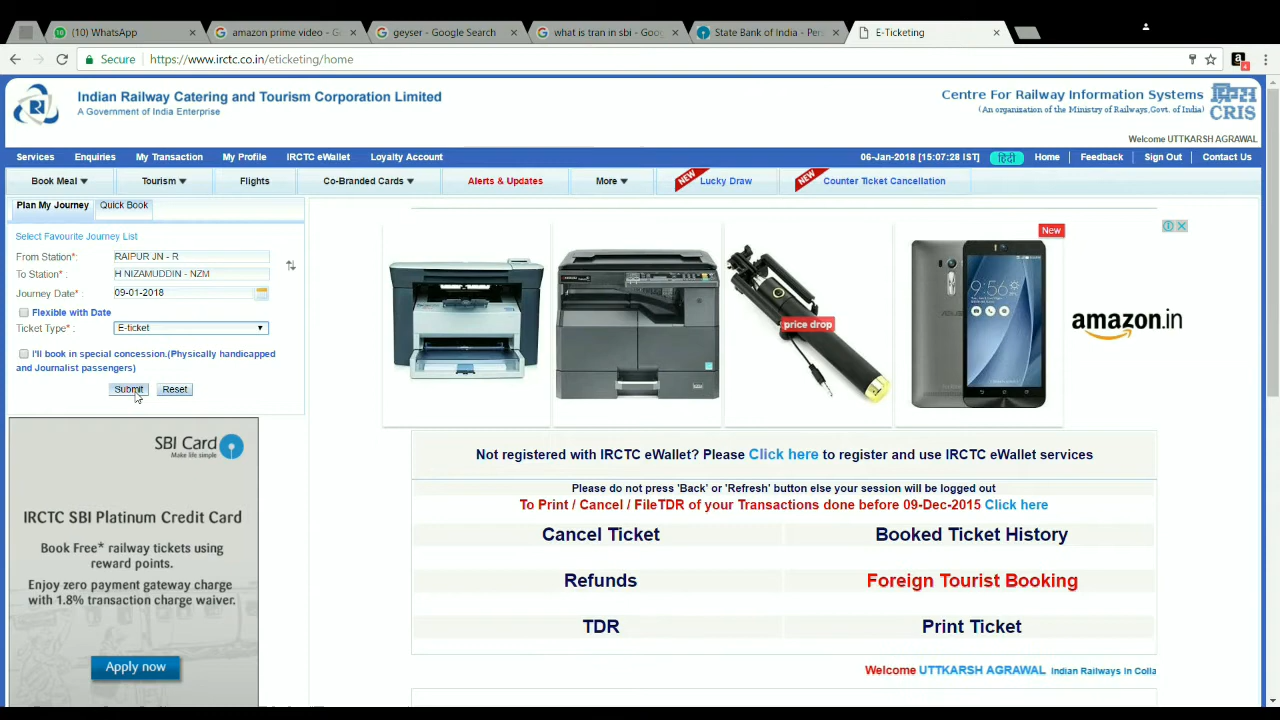 (10) WhatsApp
amazon prime video - G
geyser - Google Search
what is tran in sbi - Goog
State Bank of India - Per
E-Ticketing
Secure
https://www.irctc.co.in/eticketing/home
Indian Railway Catering and Tourism Corporation Limited
A Government of India Enterprise
Centre For Railway Information Systems
(An organization of the Ministry of Railways,Govt. of India)
CRIS
Welcome UTTKARSH AGRAWAL
Services Enquiries My Transaction My Profile IRCTC eWallet Loyalty Account
06-Jan-2018 [15:07:28 IST] हिंदी Home Feedback Sign Out Contact Us
Book Meal Tourism Flights Co-Branded Cards Alerts & Updates More NEW Lucky Draw NEW Counter Ticket Cancellation
Plan My Journey Quick Book
Select Favourite Journey List
From Station*: RAIPUR JN - R
To Station* : H NIZAMUDDIN - NZM
Journey Date* : 09-01-2018
Flexible with Date
Ticket Type* : E-ticket
I'll book in special concession.(Physically handicapped
and Journalist passengers)
Submit Reset
New
price drop
9:56
amazon.in
SBI Card
Make life simple
IRCTC SBI Platinum Credit Card
Book Free* railway tickets using
reward points.
Enjoy zero payment gateway charge
with 1.8% transaction charge waiver.
Apply now
Not registered with IRCTC eWallet? Please Click here to register and use IRCTC eWallet services
Please do not press 'Back' or 'Refresh' button else your session will be logged out
To Print / Cancel / FileTDR of your Transactions done before 09-Dec-2015 Click here
Cancel Ticket Booked Ticket History
Refunds Foreign Tourist Booking
TDR Print Ticket
Welcome UTTKARSH AGRAWAL Indian Railways In Colla